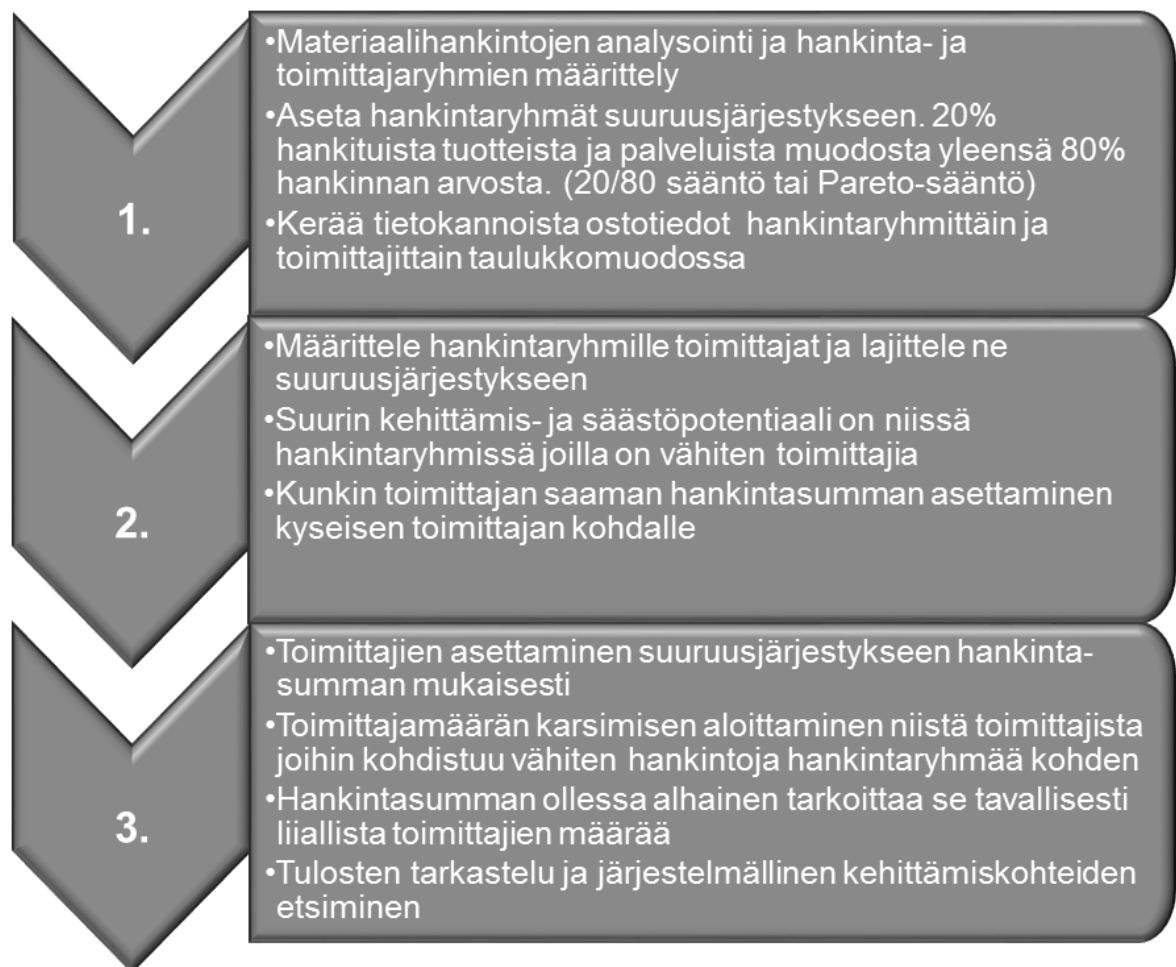 1.
•Materiaalihankintojen analysointi ja hankinta- ja
toimittajaryhmien määrittely
•Aseta hankintaryhmät suuruusjärjestykseen. 20%
hankituista tuotteista ja palveluista muodosta yleensä 80%
hankinnan arvosta. (20/80 sääntö tai Pareto-sääntö)
•Kerää tietokannoista ostotiedot hankintaryhmittäin ja
toimittajittain taulukkomuodossa
2.
•Määrittele hankintaryhmille toimittajat ja lajittele ne
suuruusjärjestykseen
•Suurin kehittämis- ja säästöpotentiaali on niissä
hankintaryhmissä joilla on vähiten toimittajia
•Kunkin toimittajan saaman hankintasumman asettaminen
kyseisen toimittajan kohdalle
3.
•Toimittajien asettaminen suuruusjärjestykseen hankinta-
summan mukaisesti
•Toimittajamäärän karsimisen aloittaminen niistä toimittajista
joihin kohdistuu vähiten hankintoja hankintaryhmää kohden
•Hankintasumman ollessa alhainen tarkoittaa se tavallisesti
liiallista toimittajien määrää
•Tulosten tarkastelu ja järjestelmällinen kehittämiskohteiden
etsiminen